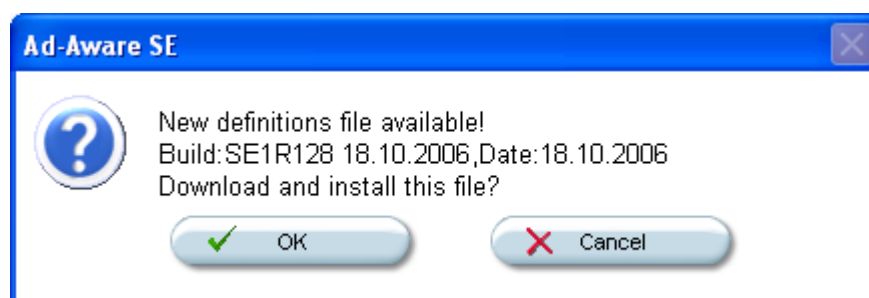 Ad-Aware SE
New definitions file available!
Build:SE1R128 18.10.2006,Date:18.10.2006
Download and install this file?
OK
Cancel